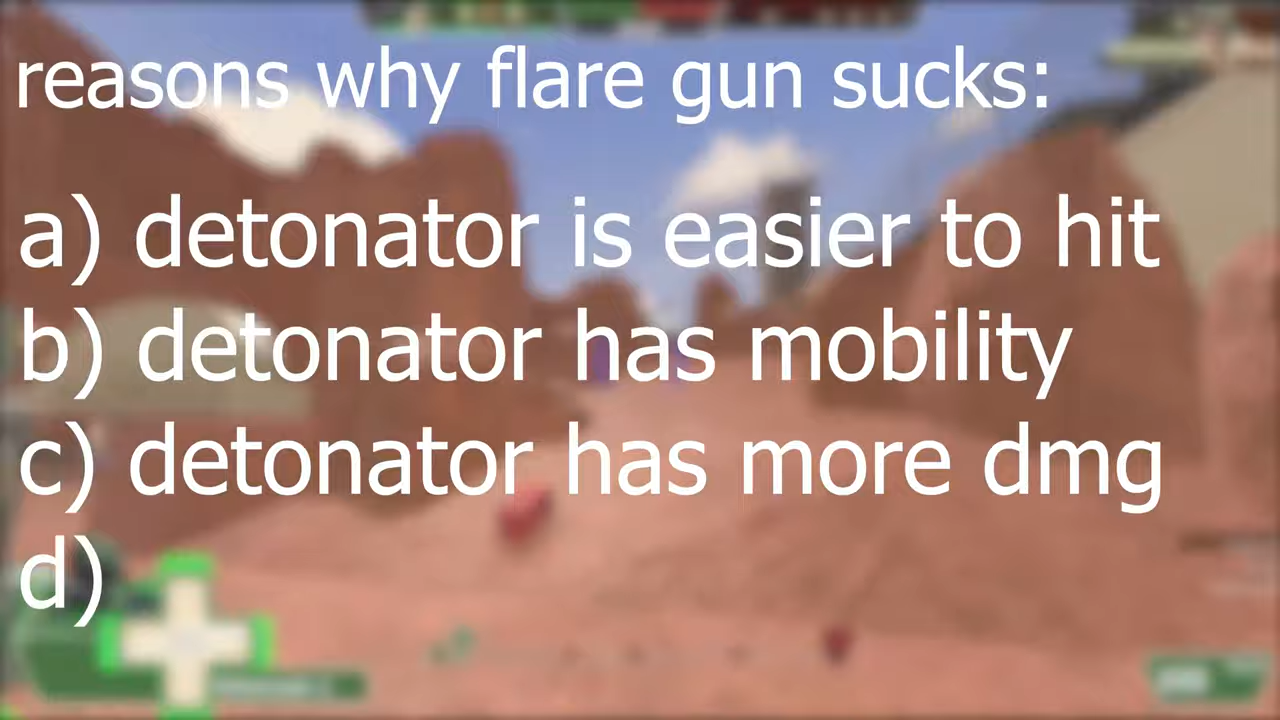 reasons why flare gun sucks:
a) detonator is easier to hit
b) detonator has mobility
c) detonator has more dmg
d)